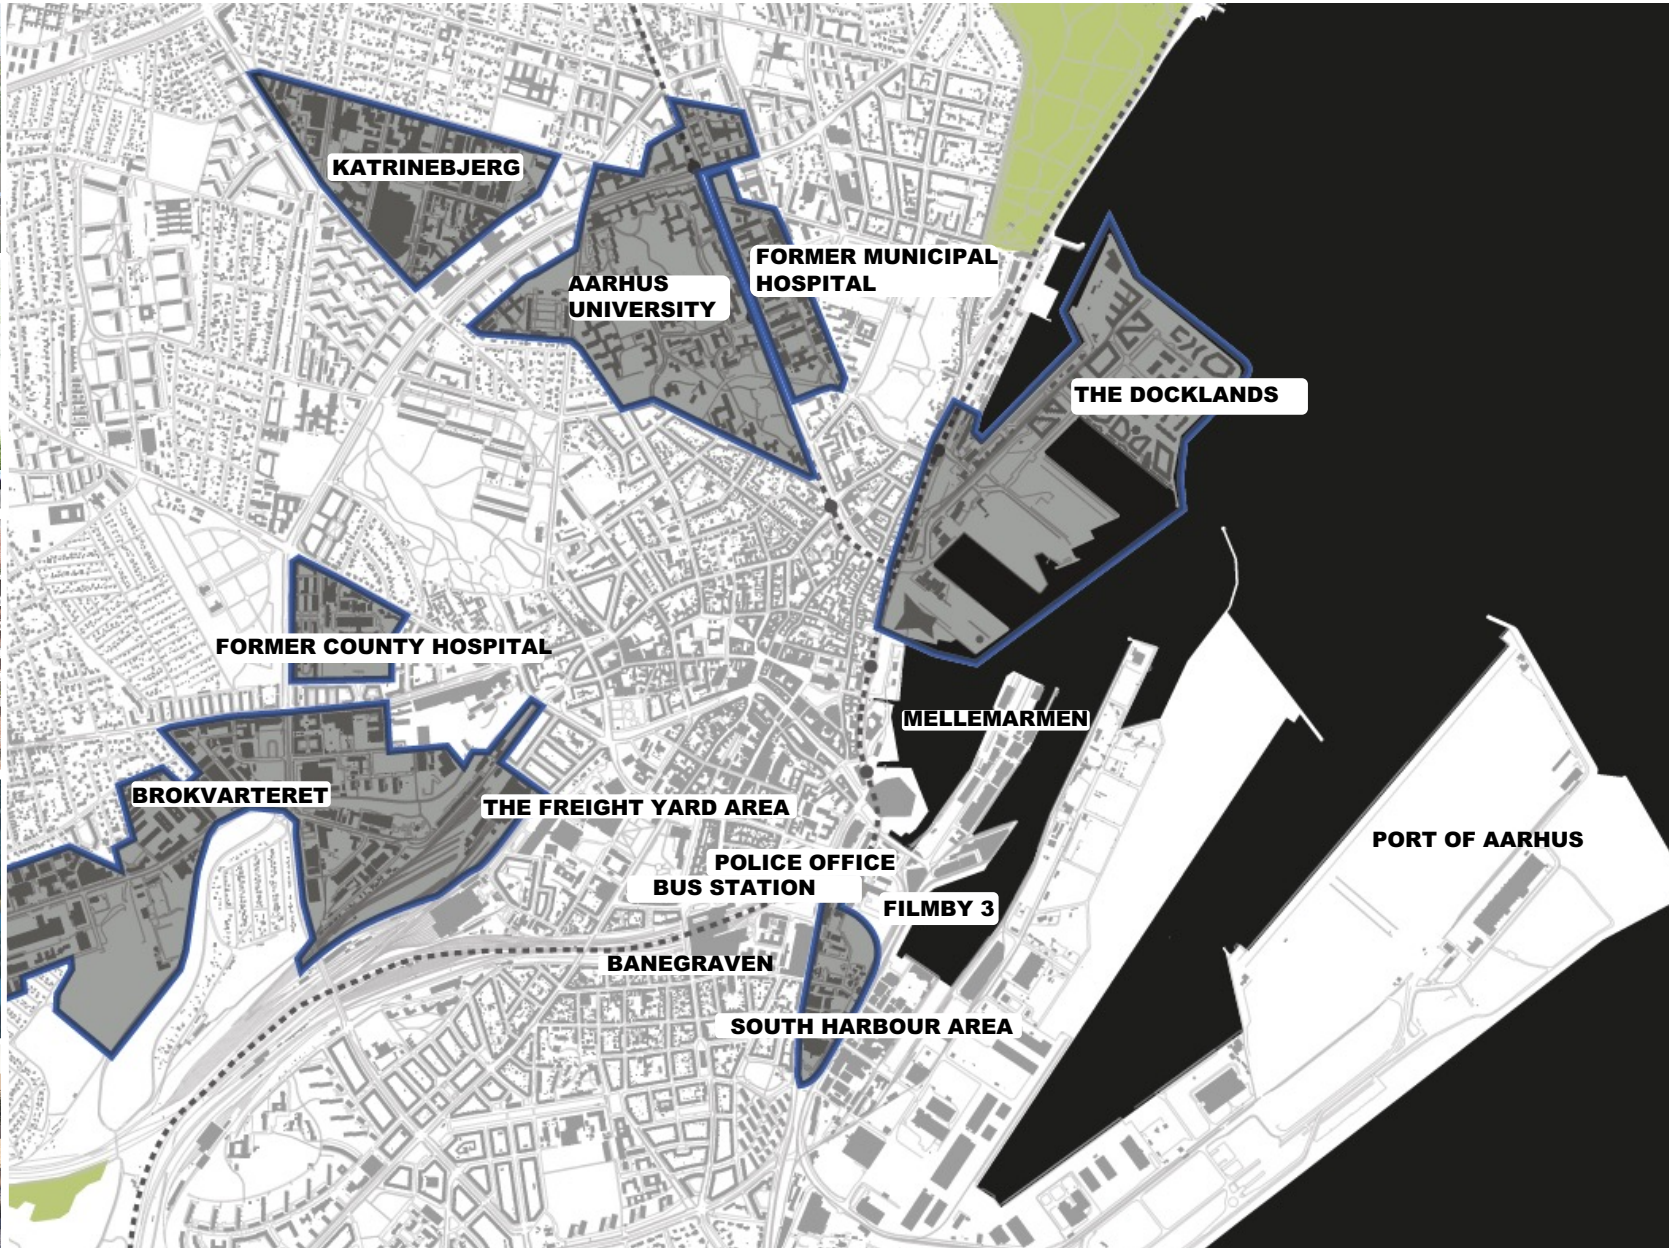 KATRINEBJERG
FORMER MUNICIPAL
HOSPITAL
AARHUS
UNIVERSITY
THE DOCKLANDS
FORMER COUNTY HOSPITAL
MELLEMARMEN
BROKVARTERET
THE FREIGHT YARD AREA
PORT OF AARHUS
POLICE OFFICE
BUS STATION
FILMBY 3
BANEGRAVEN
SOUTH HARBOUR AREA